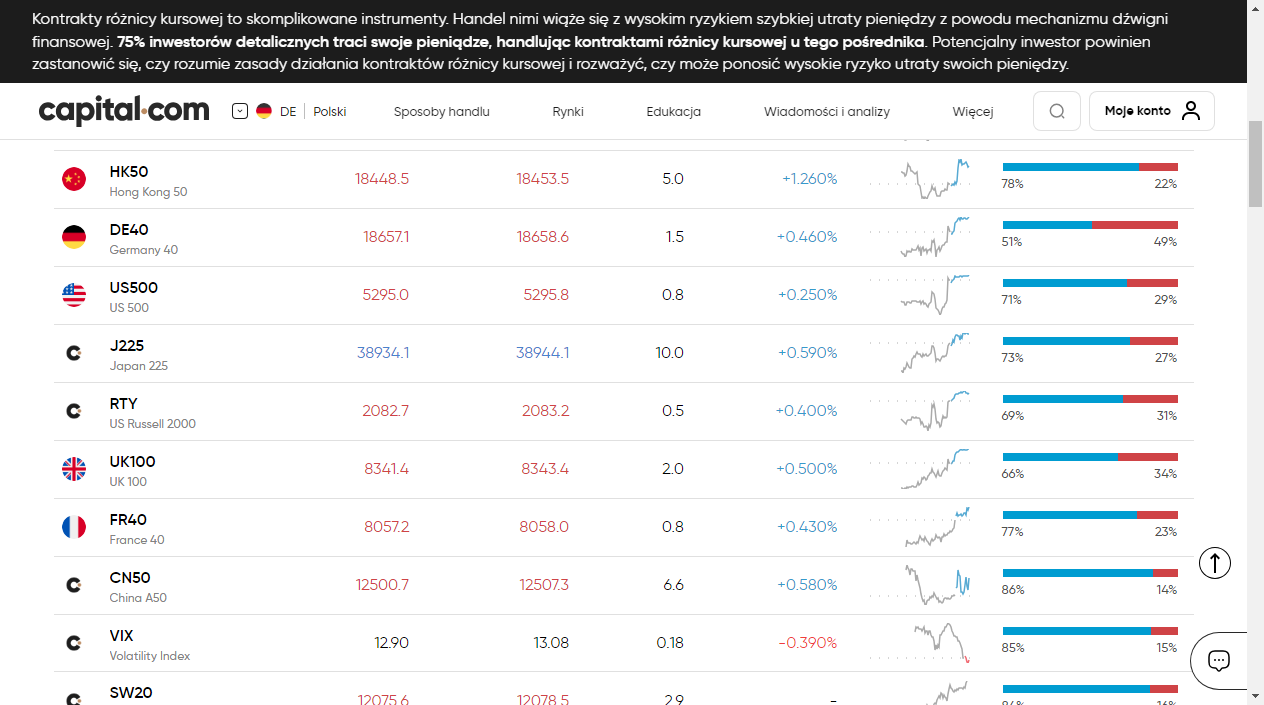 Kontrakty różnicy kursowej to skomplikowane instrumenty. Handel nimi wiąże się z wysokim ryzykiem szybkiej utraty pieniędzy z powodu mechanizmu dźwigni
finansowej. 75% inwestorów detalicznych traci swoje pieniądze, handlując kontraktami różnicy kursowej u tego pośrednika. Potencjalny inwestor powinien
zastanowić się, czy rozumie zasady działania kontraktów różnicy kursowej i rozważyć, czy może ponosić wysokie ryzyko utraty swoich pieniędzy.
capital.com DE Polski Sposoby handlu Rynki Edukacja Wiadomości i analizy Więcej Moje konto
HK50 18448.5 18453.5 5.0 +1.260%
Hong Kong 50 78% 22%
DE40 18657.1 18658.6 1.5 +0.460%
Germany 40 51% 49%
US500 5295.0 5295.8 0.8 +0.250%
US 500 71% 29%
J225 38934.1 38944.1 10.0 +0.590%
Japan 225 73% 27%
RTY 2082.7 2083.2 0.5 +0.400%
US Russell 2000 69% 31%
UK100 8341.4 8343.4 2.0 +0.500%
UK 100 66% 34%
FR40 8057.2 8058.0 0.8 +0.430%
France 40 77% 23%
CN50 12500.7 12507.3 6.6 +0.580%
China A50 86% 14%
VIX 12.90 13.08 0.18 -0.390%
Volatility Index 85% 15%
SW20 12075.6 12078.5 2.9 -